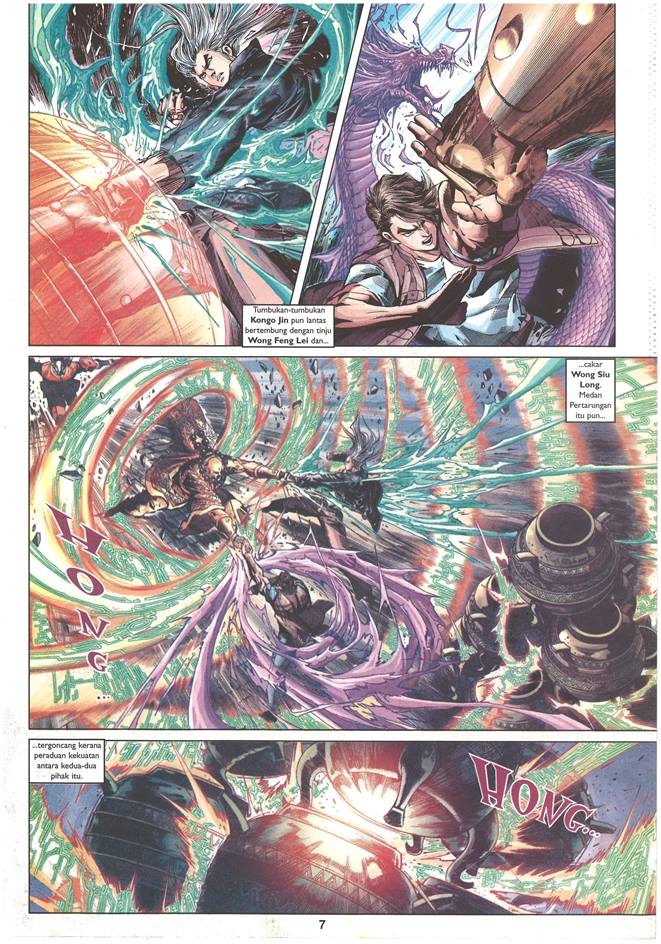 Tumbukan-tumbukan
Kongo Jin pun lantas
bertembung dengan tinju
Wong Feng Lei dan...
...cakar
Wong Siu
Long.
Medan
Pertarungan
itu pun...
HONG...
...tergoncang kerana
peraduan kekuatan
antara kedua-dua
pihak itu.
HONG...
7